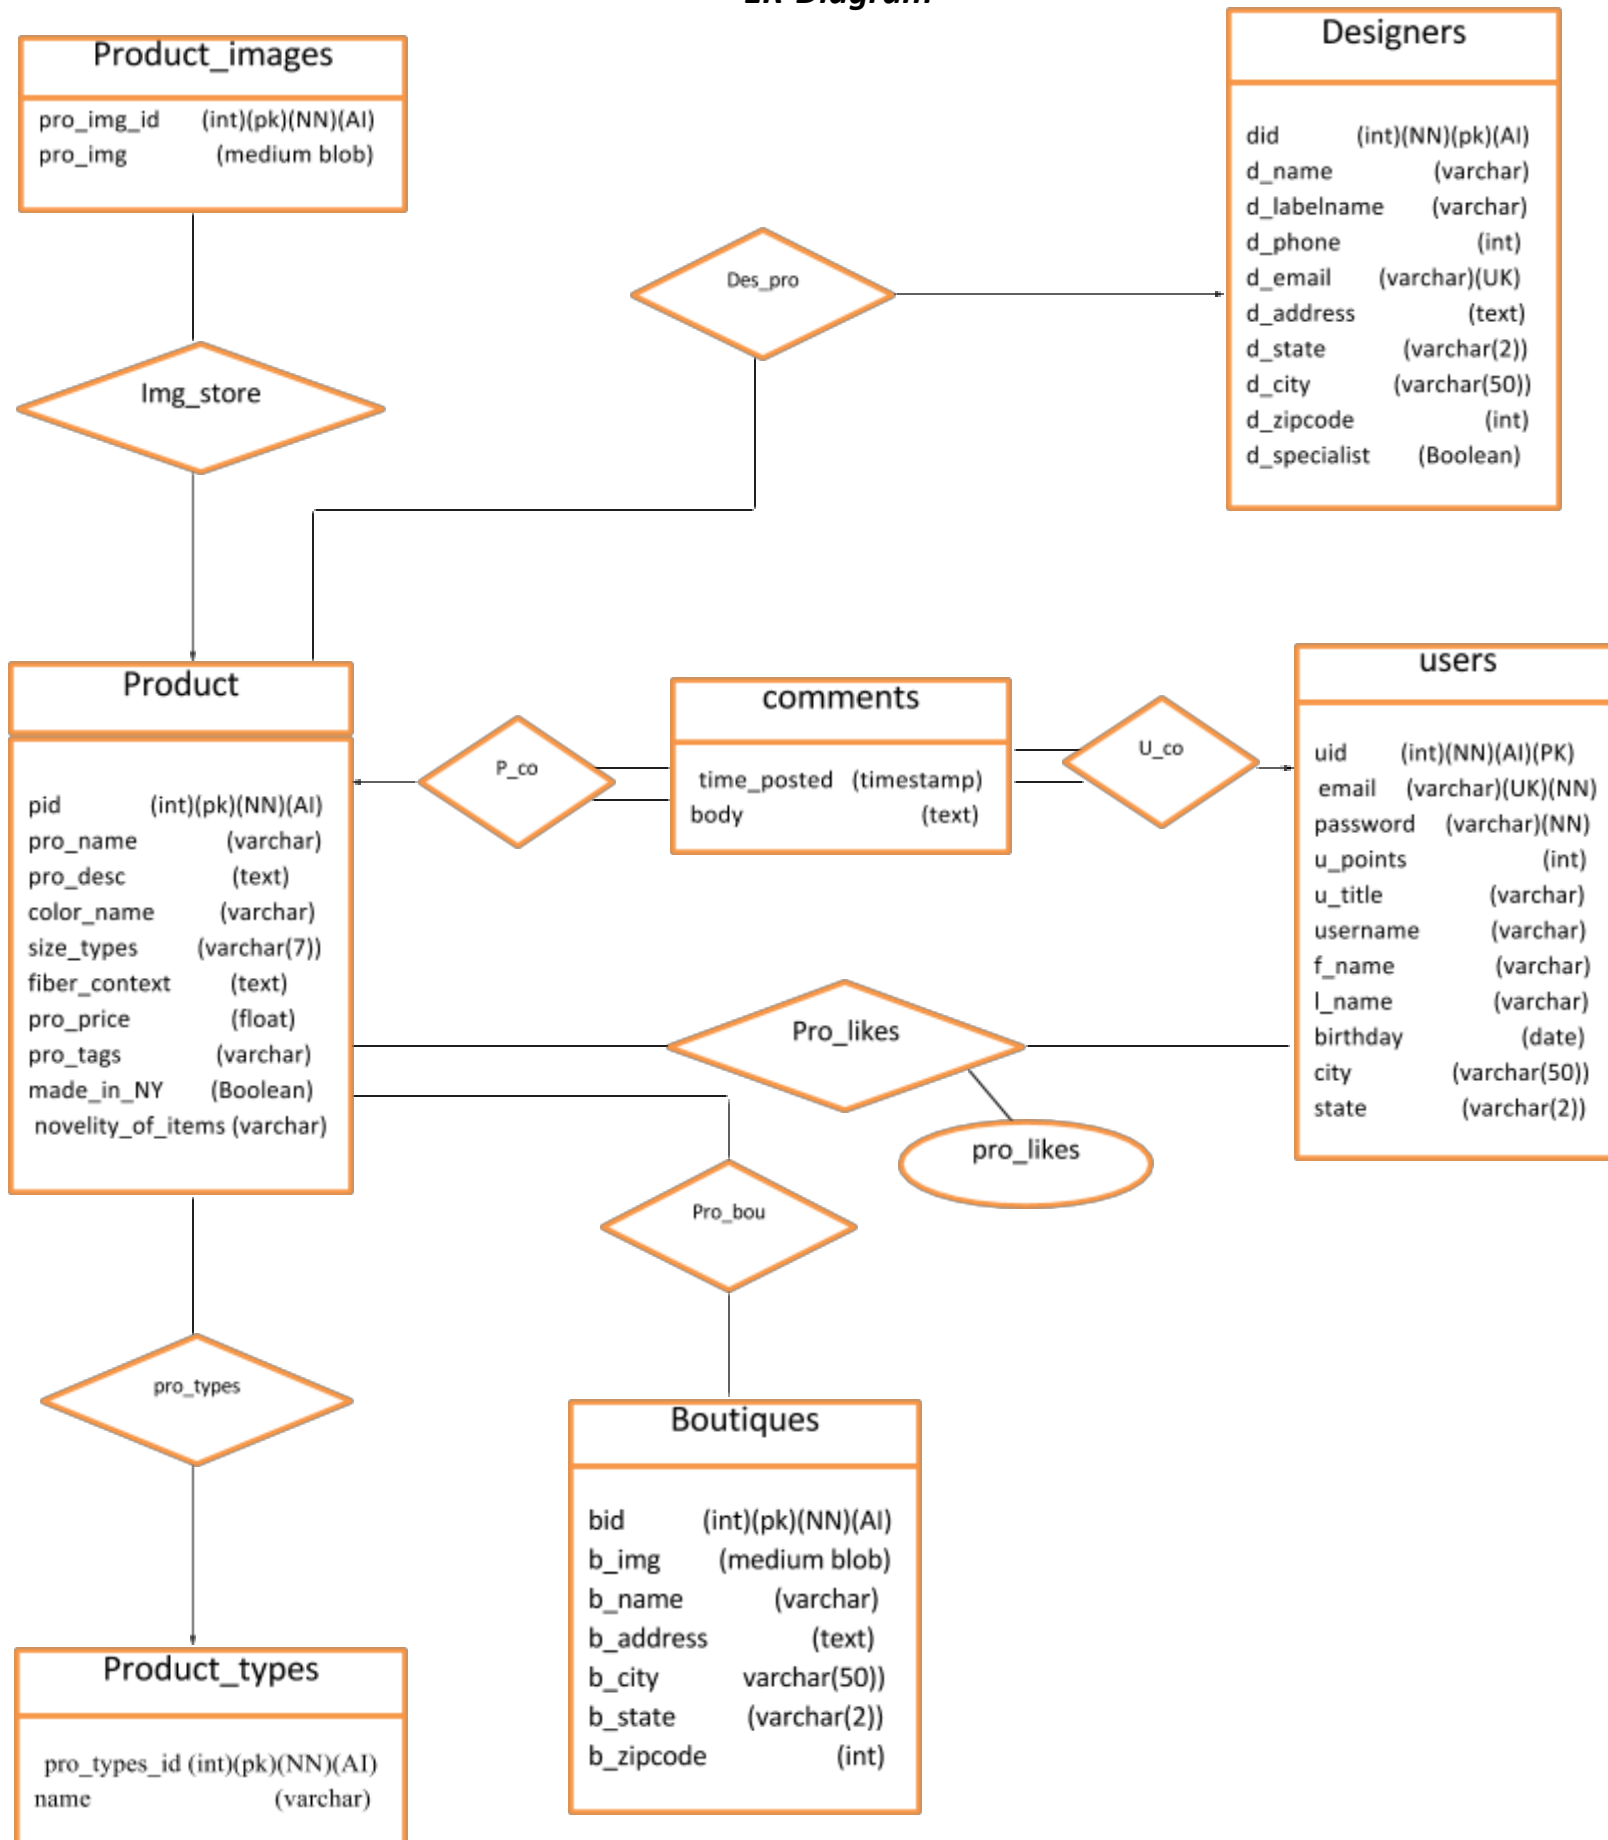 ER Diagram
Product_images
pro_img_id (int)(pk)(NN)(AI)
pro_img (medium blob)
Designers
did (int)(NN)(pk)(AI)
d_name (varchar)
d_labelname (varchar)
d_phone (int)
d_email (varchar)(UK)
d_address (text)
d_state (varchar(2))
d_city (varchar(50))
d_zipcode (int)
d_specialist (Boolean)
Des_pro
Img_store
Product
pid (int)(pk)(NN)(AI)
pro_name (varchar)
pro_desc (text)
color_name (varchar)
size_types (varchar(7))
fiber_context (text)
pro_price (float)
pro_tags (varchar)
made_in_NY (Boolean)
novelity_of_items (varchar)
P_co
comments
time_posted (timestamp)
body (text)
U_co
users
uid (int)(NN)(AI)(PK)
email (varchar)(UK)(NN)
password (varchar)(NN)
u_points (int)
u_title (varchar)
username (varchar)
f_name (varchar)
l_name (varchar)
birthday (date)
city (varchar(50))
state (varchar(2))
Pro_likes
pro_likes
Pro_bou
pro_types
Boutiques
bid (int)(pk)(NN)(AI)
b_img (medium blob)
b_name (varchar)
b_address (text)
b_city varchar(50))
b_state (varchar(2))
b_zipcode (int)
Product_types
pro_types_id (int)(pk)(NN)(AI)
name (varchar)